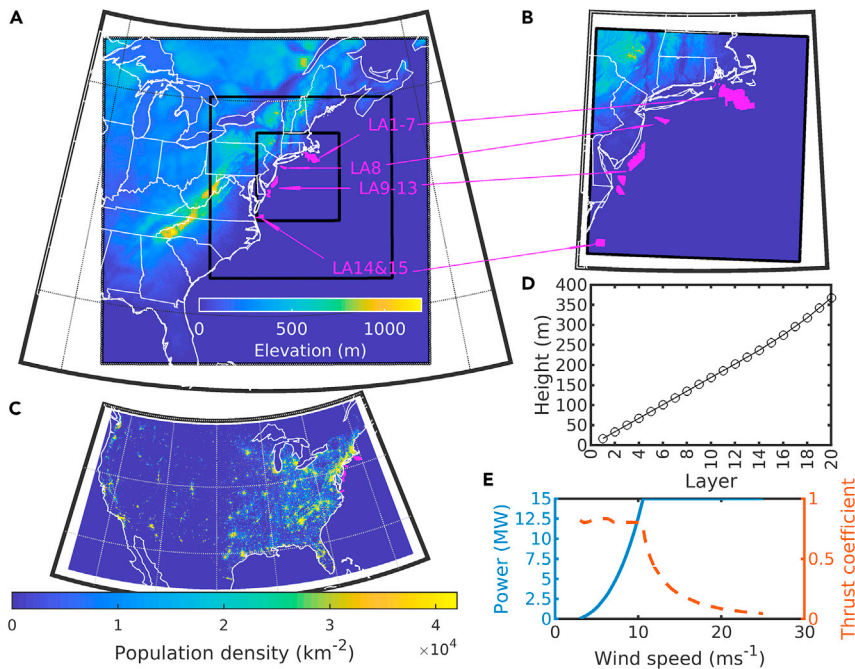 A
B
LA1-7
LA8
LA9-13
LA14&15
0 500 1000
Elevation (m)
D
400
350
300
250
200
150
100
50
0
Height (m)
0 2 4 6 8 10 12 14 16 18 20
Layer
C
0 1 2 3 4
×10⁴
Population density (km⁻²)
E
15
12.5
10
7.5
5
2.5
0
Power (MW)
1
0.5
0
Thrust coefficient
0 10 20 30
Wind speed (ms⁻¹)